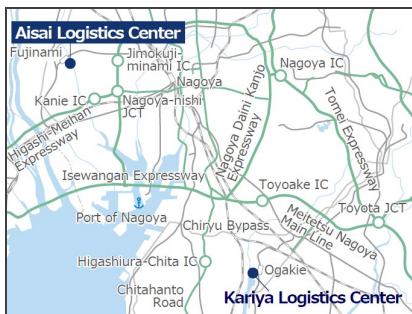 Aisai Logistics Center
Fujinami
Jimokuji-
minami IC
Nagoya
Nagoya IC
Kanie IC
Nagoya-nishi
JCT
Higashi-Meihan
Expressway
Nagoya Daini Kanjo
Expressway
Tomei Expressway
Isewangan Expressway
Toyoake IC
Port of Nagoya
Meitetsu Nagoya
Main Line
Toyota JCT
Chiryu Bypass
Higashiura-Chita IC
Ogakie
Chitahanto
Road
Kariya Logistics Center